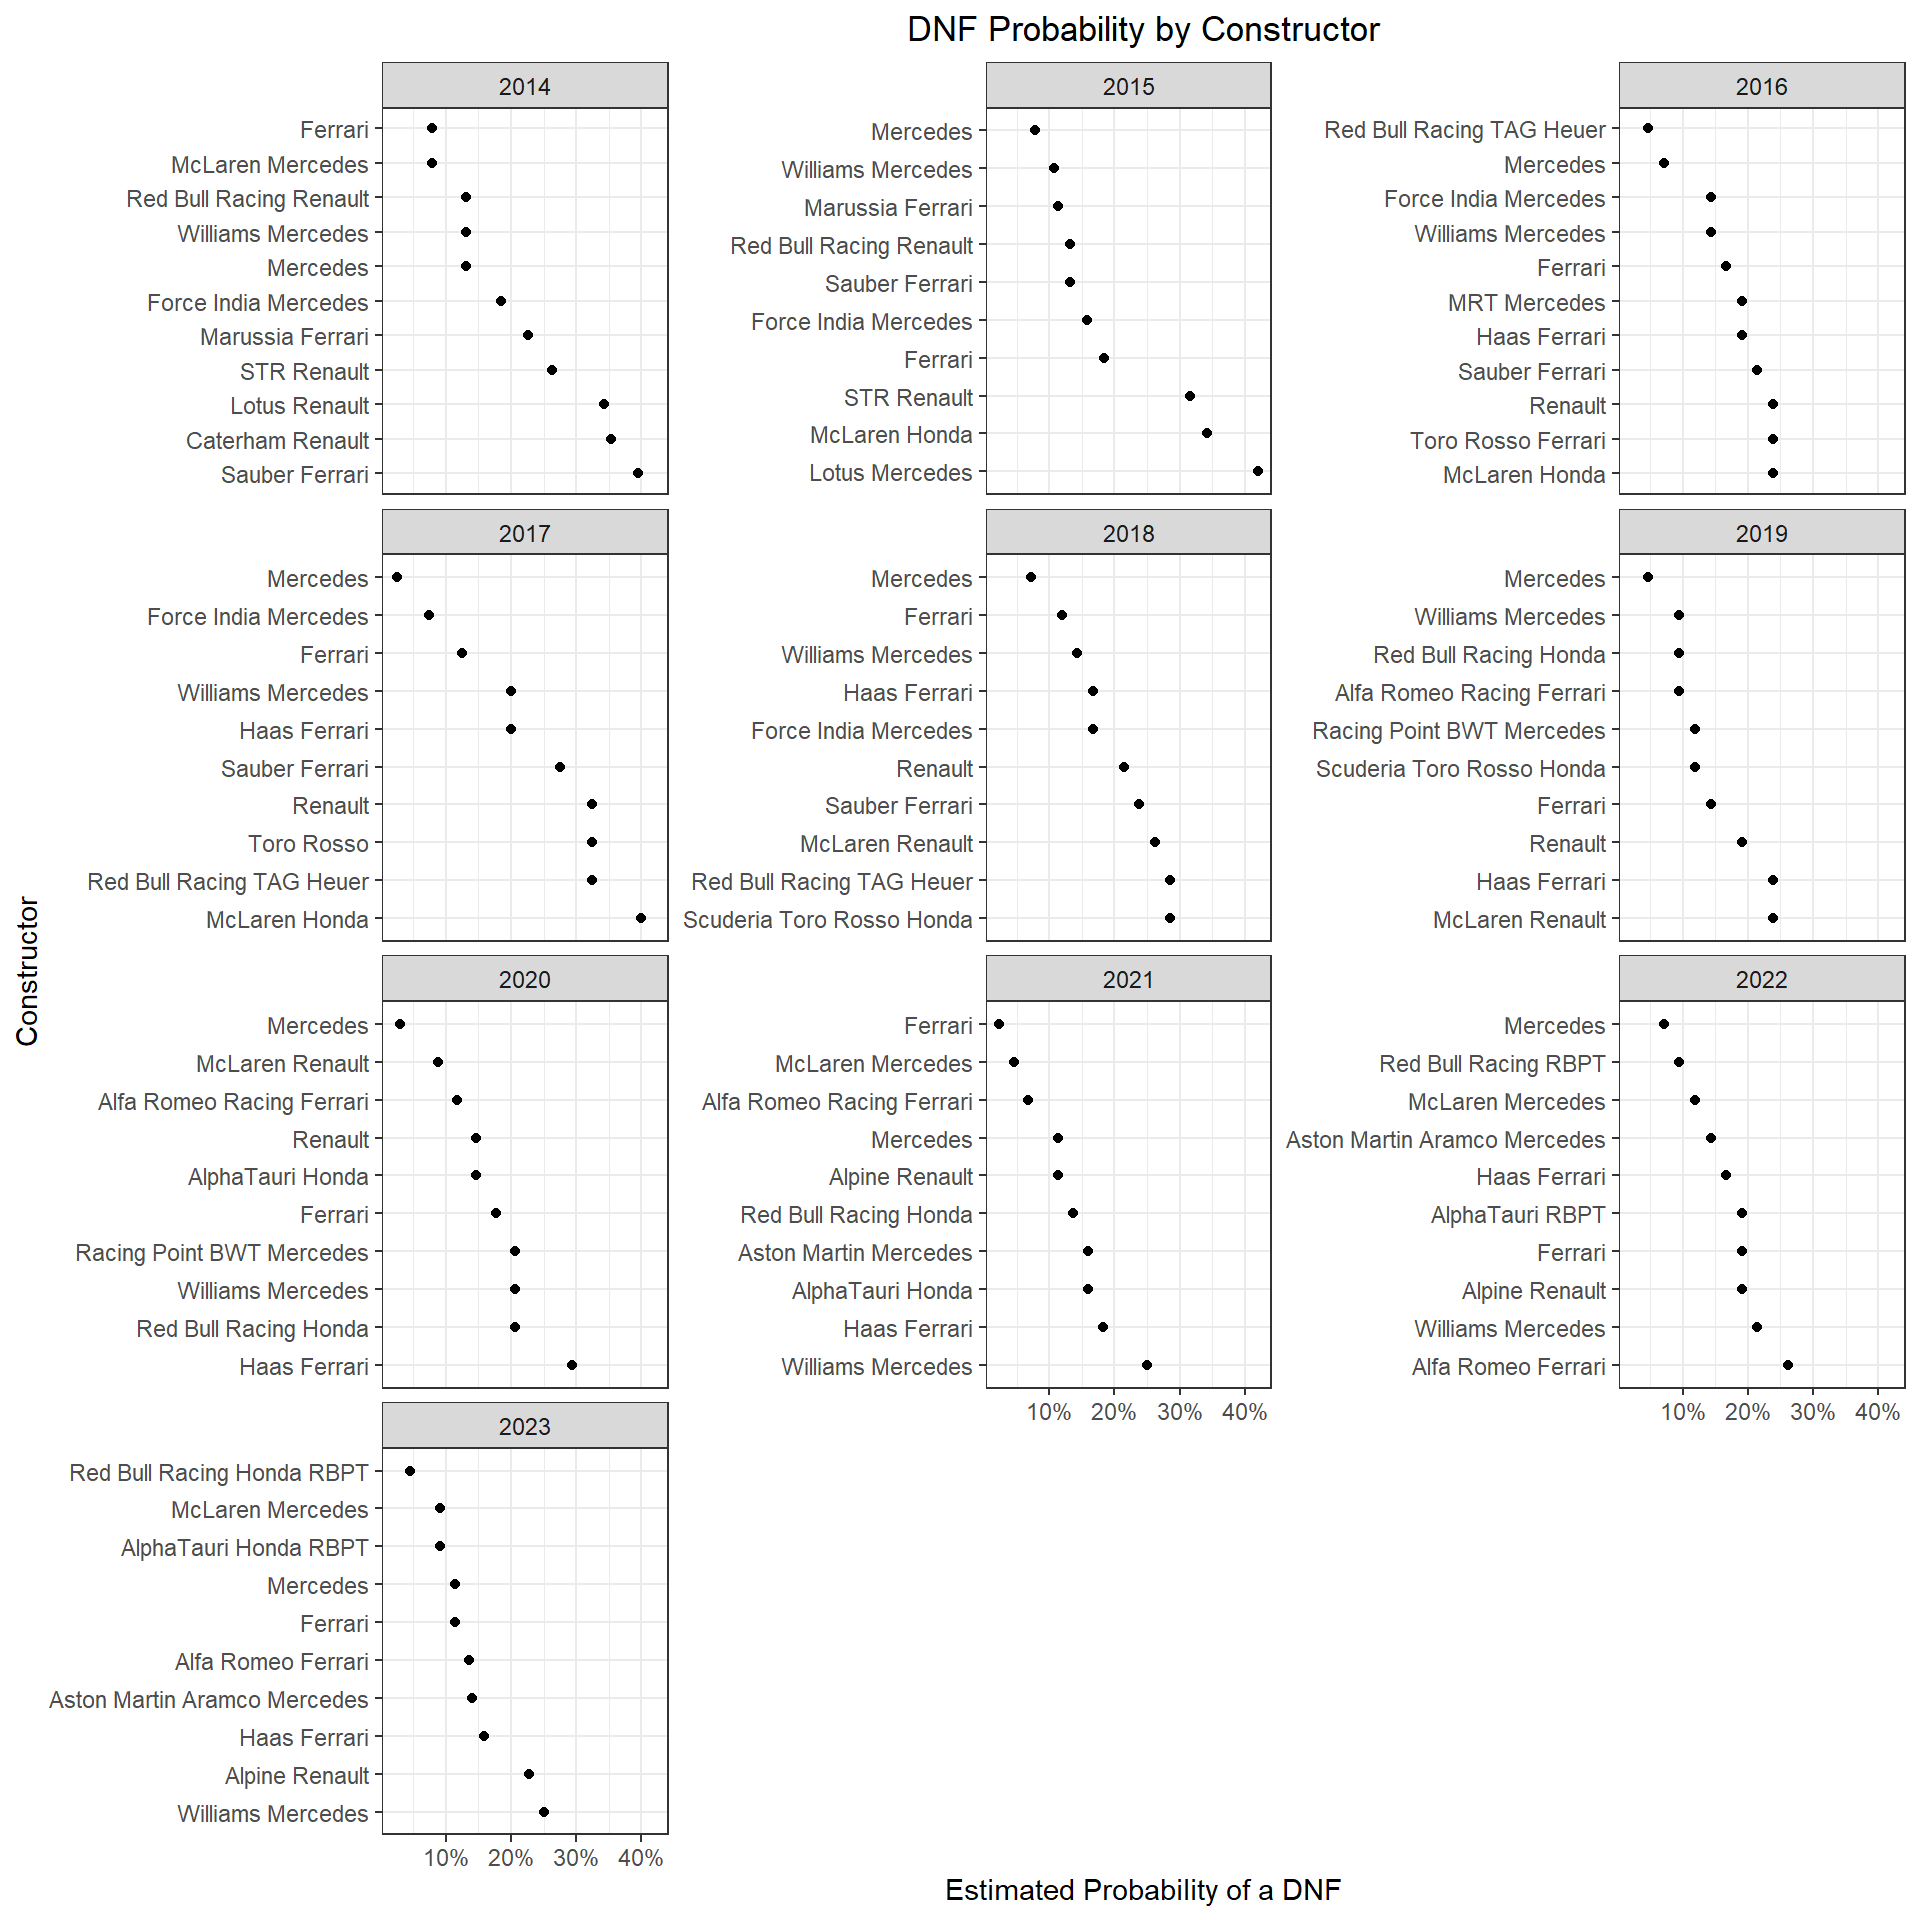 DNF Probability by Constructor
2014
Ferrari
McLaren Mercedes
Red Bull Racing Renault
Williams Mercedes
Mercedes
Force India Mercedes
Marussia Ferrari
STR Renault
Lotus Renault
Caterham Renault
Sauber Ferrari
2015
Mercedes
Williams Mercedes
Marussia Ferrari
Red Bull Racing Renault
Sauber Ferrari
Force India Mercedes
Ferrari
STR Renault
McLaren Honda
Lotus Mercedes
2016
Red Bull Racing TAG Heuer
Mercedes
Force India Mercedes
Williams Mercedes
Ferrari
MRT Mercedes
Haas Ferrari
Sauber Ferrari
Renault
Toro Rosso Ferrari
McLaren Honda
2017
Mercedes
Force India Mercedes
Ferrari
Williams Mercedes
Haas Ferrari
Sauber Ferrari
Renault
Toro Rosso
Red Bull Racing TAG Heuer
McLaren Honda
2018
Mercedes
Ferrari
Williams Mercedes
Haas Ferrari
Force India Mercedes
Renault
Sauber Ferrari
McLaren Renault
Red Bull Racing TAG Heuer
Scuderia Toro Rosso Honda
2019
Mercedes
Williams Mercedes
Red Bull Racing Honda
Alfa Romeo Racing Ferrari
Racing Point BWT Mercedes
Scuderia Toro Rosso Honda
Ferrari
Renault
Haas Ferrari
McLaren Renault
2020
Mercedes
McLaren Renault
Alfa Romeo Racing Ferrari
Renault
AlphaTauri Honda
Ferrari
Racing Point BWT Mercedes
Williams Mercedes
Red Bull Racing Honda
Haas Ferrari
2021
Ferrari
McLaren Mercedes
Alfa Romeo Racing Ferrari
Mercedes
Alpine Renault
Red Bull Racing Honda
Aston Martin Mercedes
AlphaTauri Honda
Haas Ferrari
Williams Mercedes
10% 20% 30% 40%
2022
Mercedes
Red Bull Racing RBPT
McLaren Mercedes
Aston Martin Aramco Mercedes
Haas Ferrari
AlphaTauri RBPT
Ferrari
Alpine Renault
Williams Mercedes
Alfa Romeo Ferrari
10% 20% 30% 40%
2023
Red Bull Racing Honda RBPT
McLaren Mercedes
AlphaTauri Honda RBPT
Mercedes
Ferrari
Alfa Romeo Ferrari
Aston Martin Aramco Mercedes
Haas Ferrari
Alpine Renault
Williams Mercedes
10% 20% 30% 40%
Constructor
Estimated Probability of a DNF